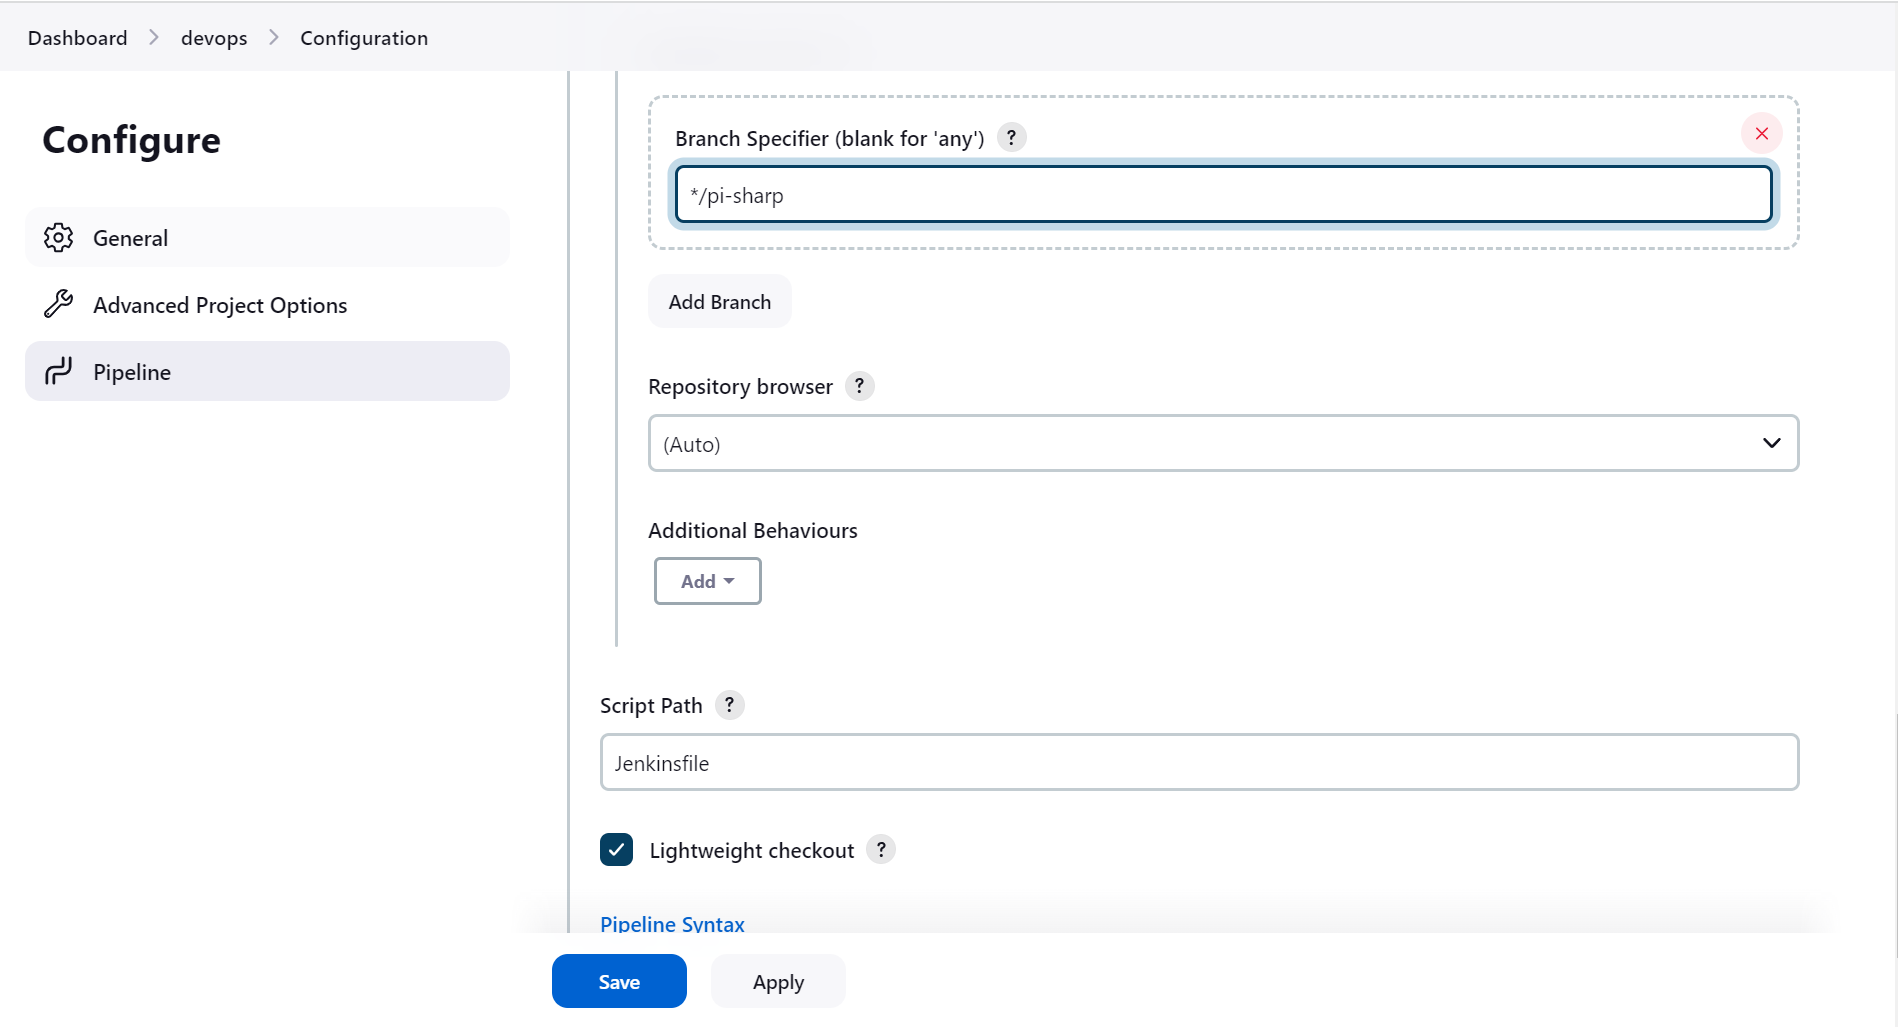 Dashboard > devops > Configuration
Configure
General
Advanced Project Options
Pipeline
Branch Specifier (blank for 'any') ?
*/pi-sharp
Add Branch
Repository browser ?
(Auto)
Additional Behaviours
Add
Script Path ?
Jenkinsfile
Lightweight checkout ?
Pipeline Syntax
Save
Apply